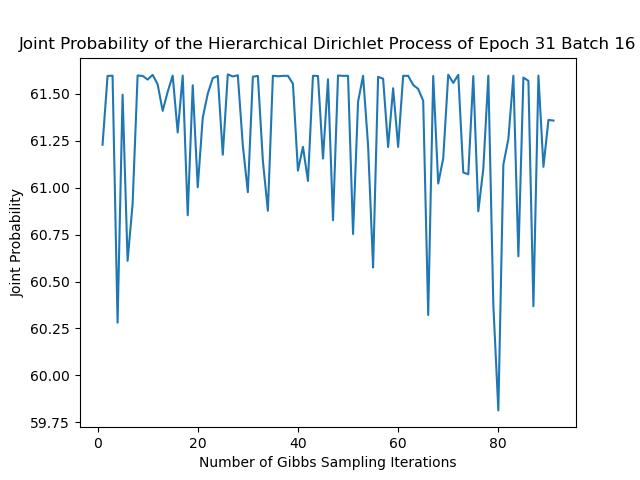 Joint Probability of the Hierarchical Dirichlet Process of Epoch 31 Batch 16
Joint Probability
61.50
61.25
61.00
60.75
60.50
60.25
60.00
59.75
0 20 40 60 80
Number of Gibbs Sampling Iterations